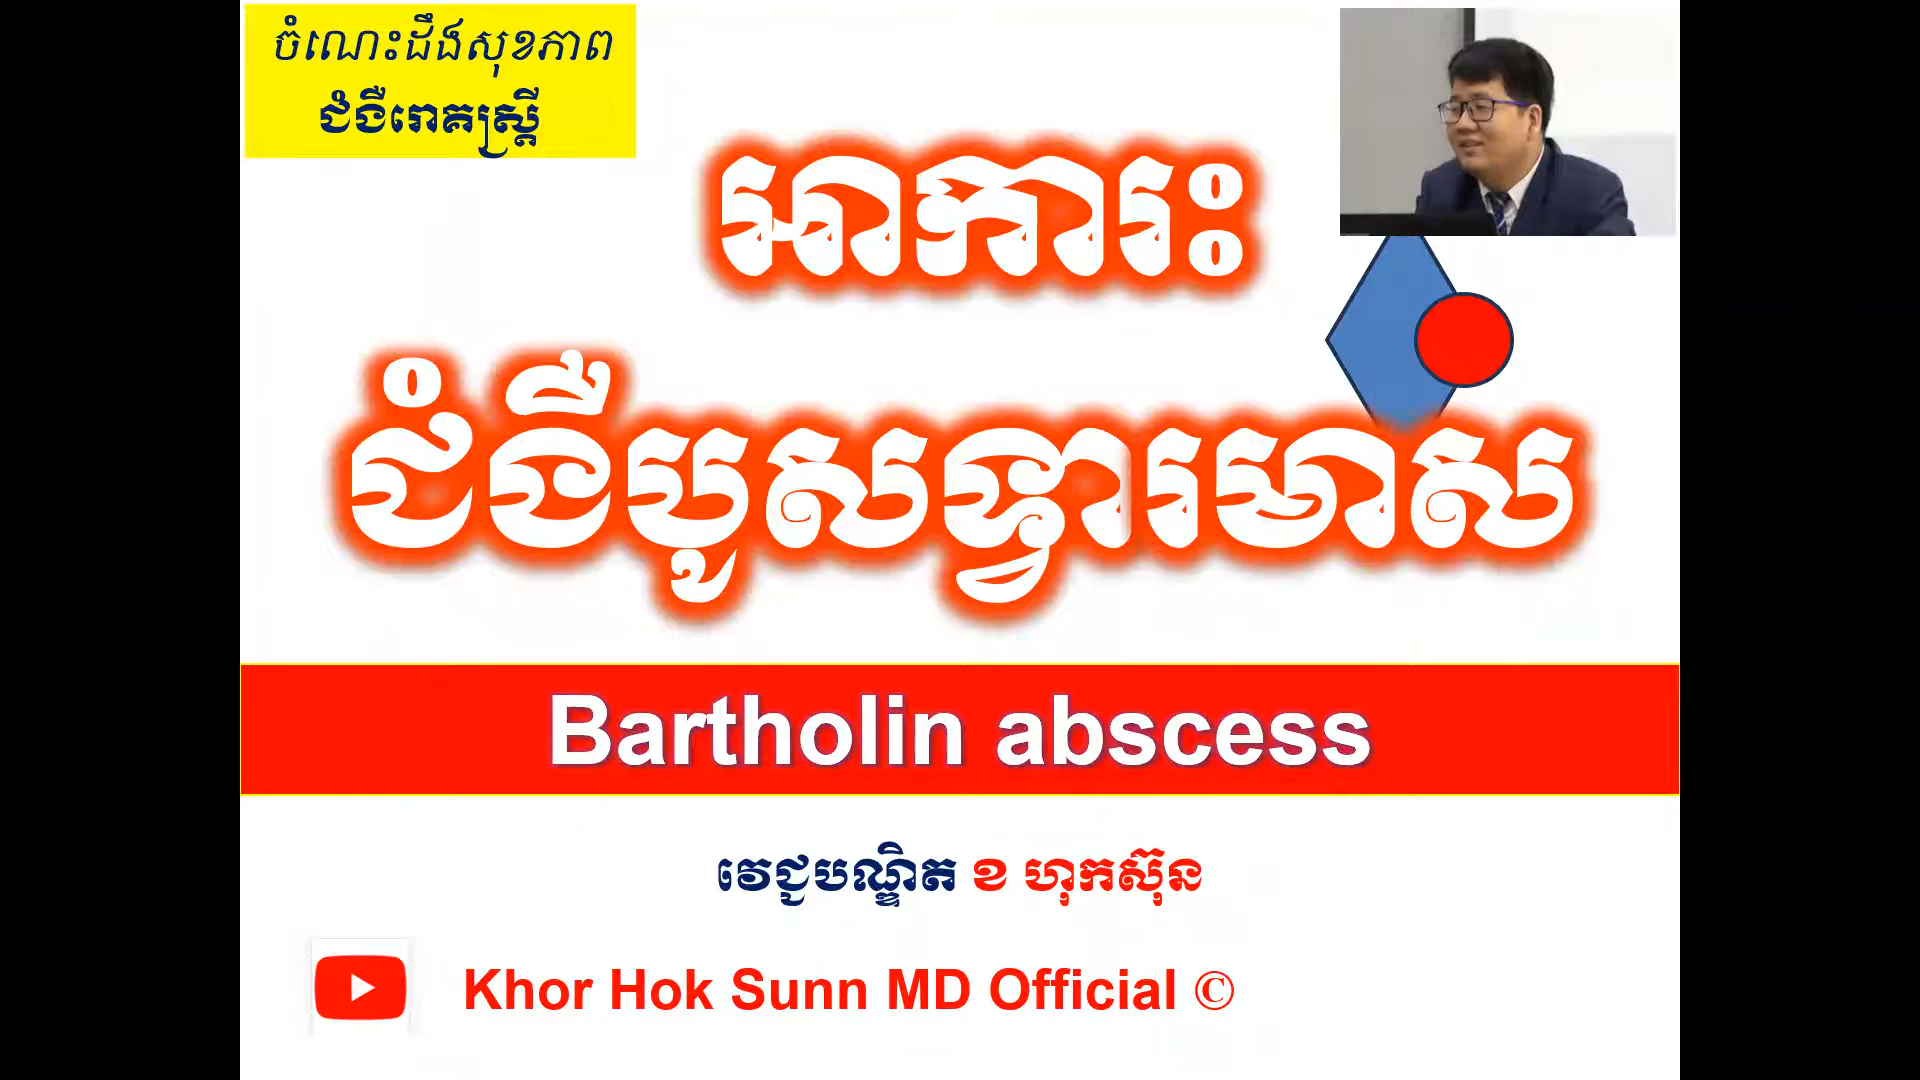 ចំណេះដឹងសុខភាព
ជំងឺរោគស្ត្រី
អាការៈ
ជំងឺបូសទ្វារមាស
Bartholin abscess
វេជ្ជបណ្ឌិត ខ ហុកស៊ុន
Khor Hok Sunn MD Official ©